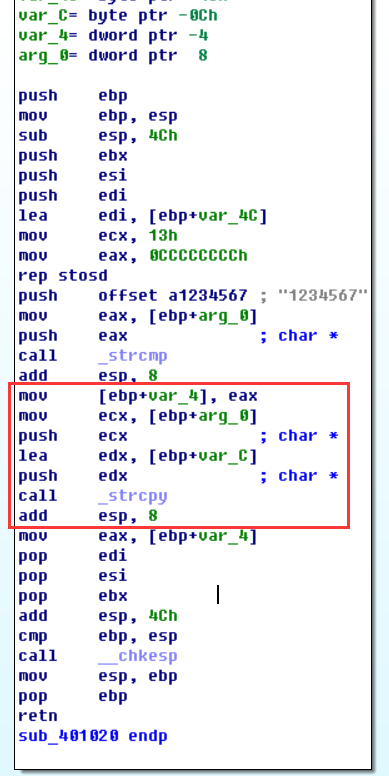 var_C= byte ptr -0Ch
var_4= dword ptr -4
arg_0= dword ptr  8
push    ebp
mov     ebp, esp
sub     esp, 4Ch
push    ebx
push    esi
push    edi
lea     edi, [ebp+var_4C]
mov     ecx, 13h
mov     eax, 0CCCCCCCCh
rep stosd
push    offset a1234567 ; "1234567"
mov     eax, [ebp+arg_0]
push    eax             ; char *
call    _strcmp
add     esp, 8
mov     [ebp+var_4], eax
mov     ecx, [ebp+arg_0]
push    ecx             ; char *
lea     edx, [ebp+var_C]
push    edx             ; char *
call    _strcpy
add     esp, 8
mov     eax, [ebp+var_4]
pop     edi
pop     esi
pop     ebx
add     esp, 4Ch
cmp     ebp, esp
call    __chkesp
mov     esp, ebp
pop     ebp
retn
sub_401020 endp